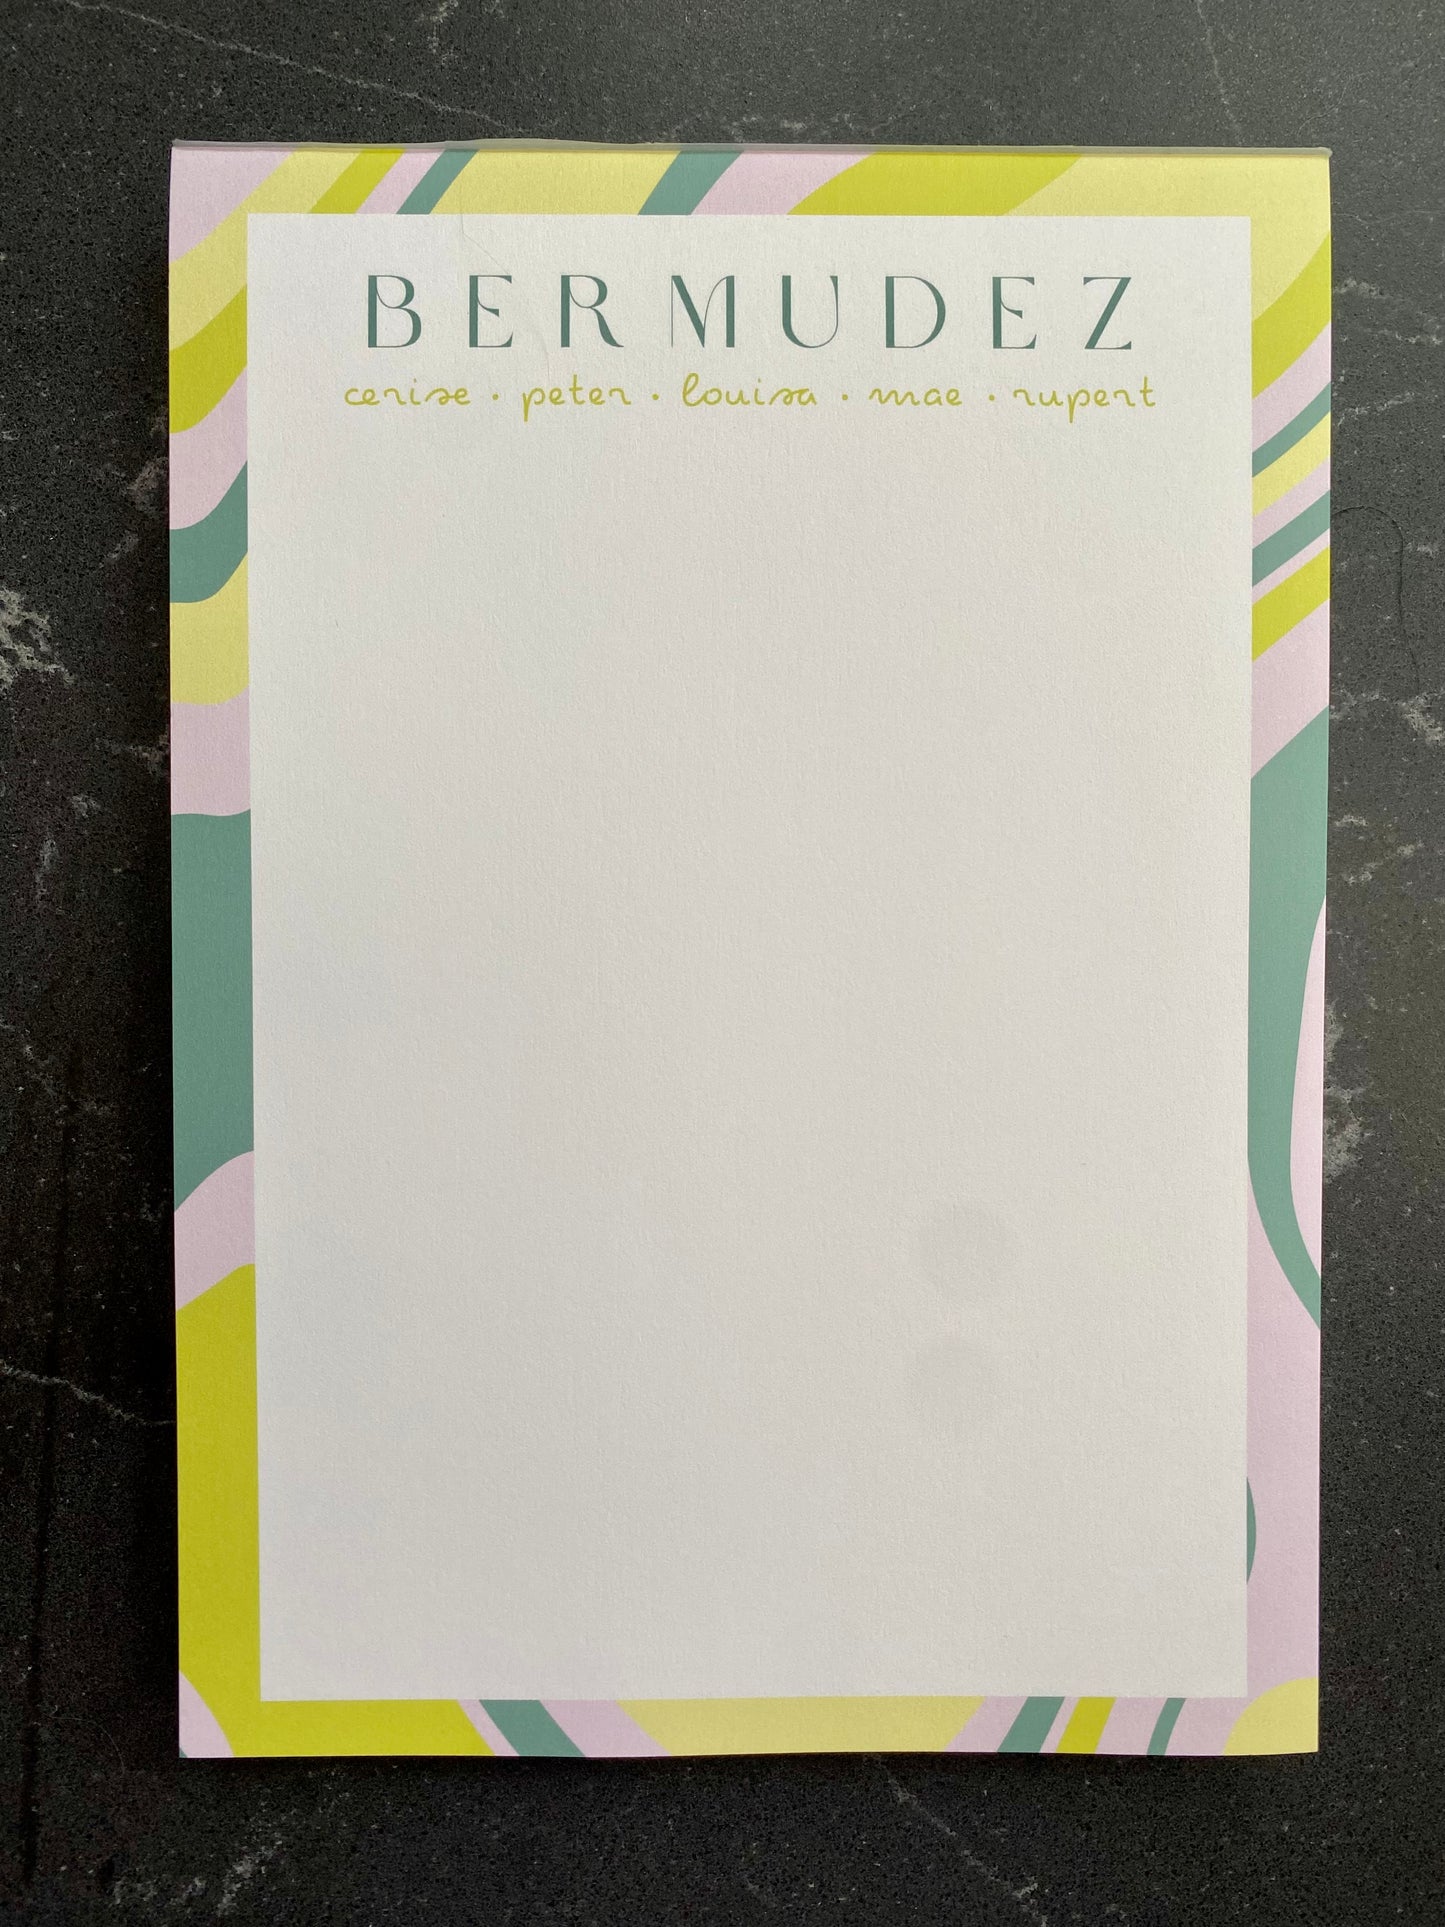 BERMUDEZ
cerise • peter • louisa • mae • rupert